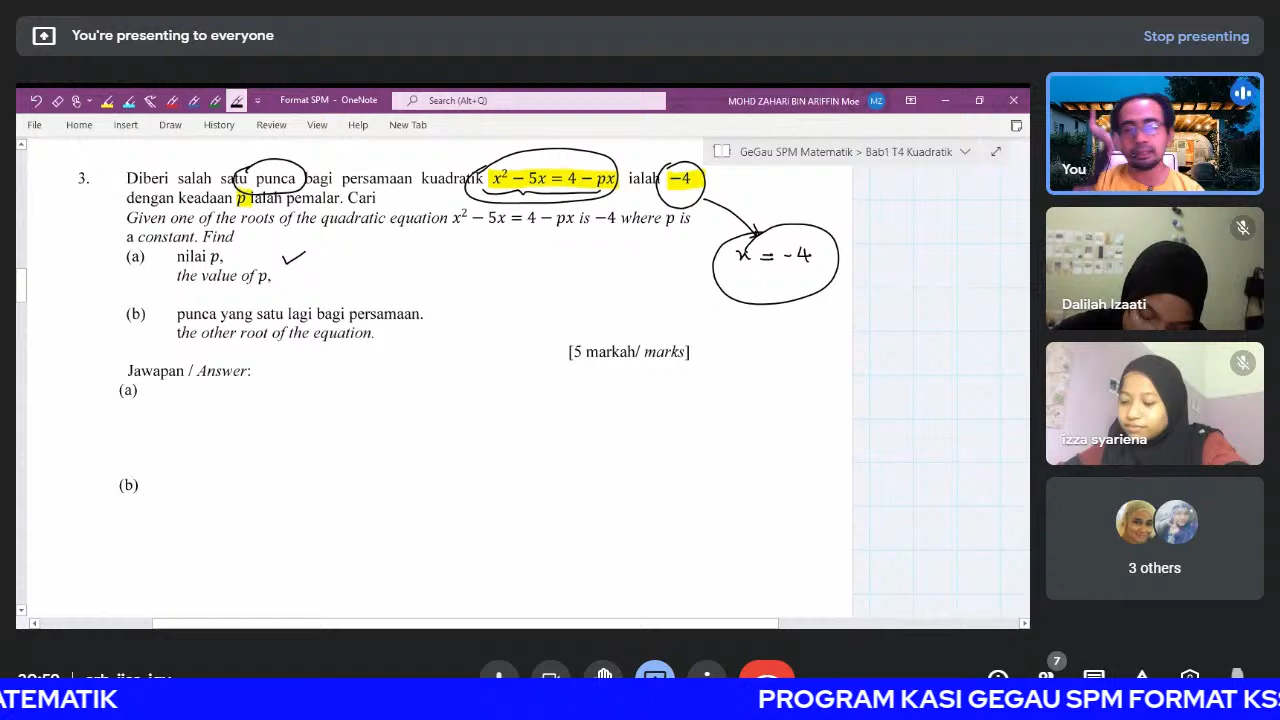 You're presenting to everyone
Stop presenting
Format SPM - OneNote
Search (Alt+Q)
MOHD ZAHARI BIN ARIFFIN Moe
MZ
File Home Insert Draw History Review View Help New Tab
GeGau SPM Matematik > Bab1 T4 Kuadratik
3. Diberi salah satu punca bagi persamaan kuadratik x² − 5x = 4 − px ialah −4
dengan keadaan p ialah pemalar. Cari
Given one of the roots of the quadratic equation x² − 5x = 4 − px is −4 where p is
a constant. Find
x = -4
(a) nilai p,
the value of p,
(b) punca yang satu lagi bagi persamaan.
the other root of the equation.
[5 markah/ marks]
Jawapan / Answer:
(a)
(b)
You
Dalilah Izaati
izza syariena
3 others
7
ATEMATIK
PROGRAM KASI GEGAU SPM FORMAT KSS